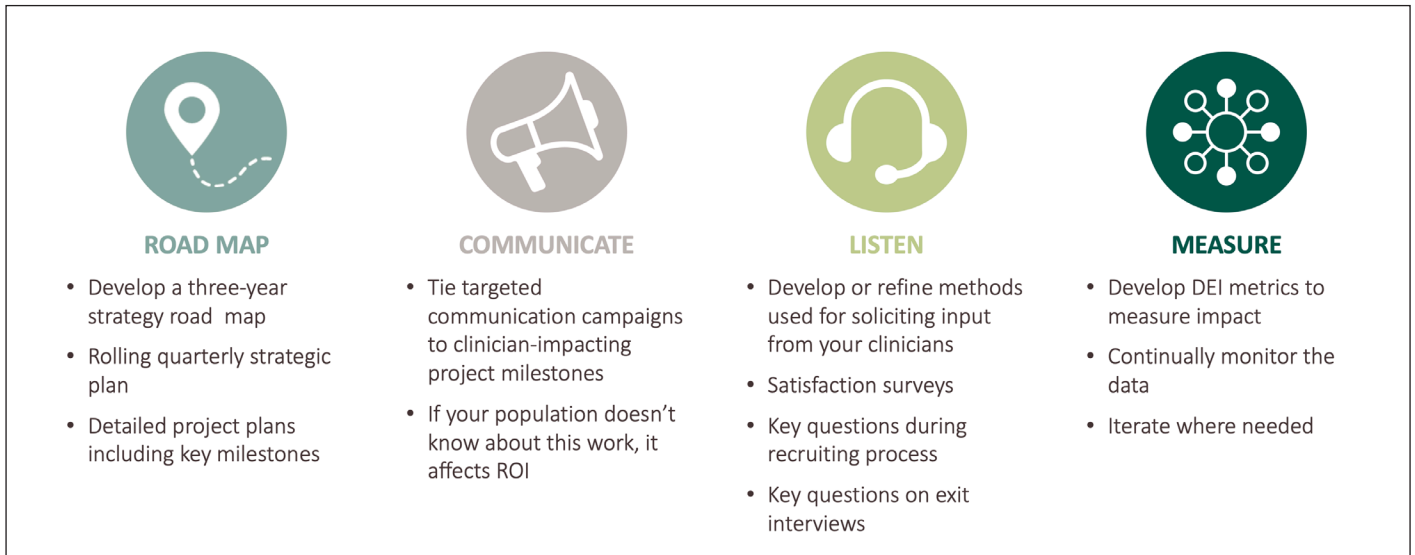 ROAD MAP
• Develop a three-year
strategy road map
• Rolling quarterly strategic
plan
• Detailed project plans
including key milestones
COMMUNICATE
• Tie targeted
communication campaigns
to clinician-impacting
project milestones
• If your population doesn’t
know about this work, it
affects ROI
LISTEN
• Develop or refine methods
used for soliciting input
from your clinicians
• Satisfaction surveys
• Key questions during
recruiting process
• Key questions on exit
interviews
MEASURE
• Develop DEI metrics to
measure impact
• Continually monitor the
data
• Iterate where needed